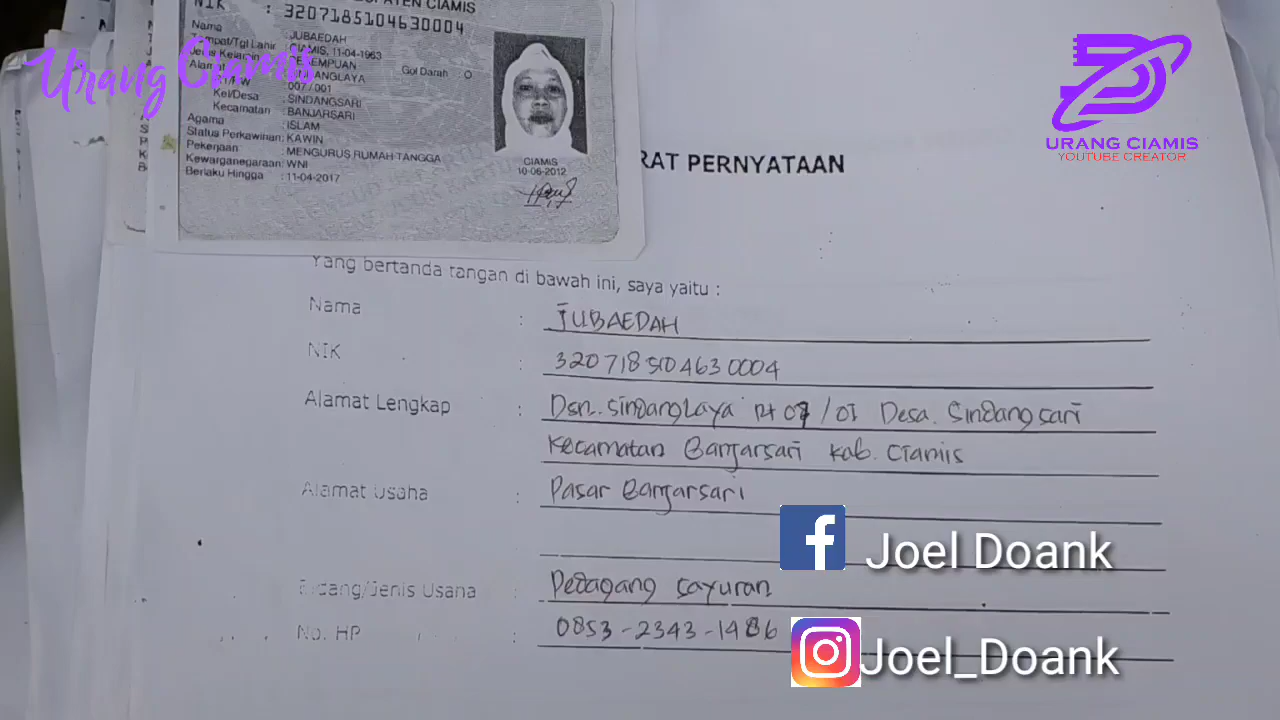 PATEN CIAMIS
NIK : 3207185104630004
Nama : JUBAEDAH
Tempat/Tgl Lahir : CIAMIS, 11-04-1963
Jenis Kelamin : PEREMPUAN Gol Darah : O
Alamat : SINDANGLAYA
RT/RW 007/001
Kel/Desa : SINDANGSARI
Kecamatan : BANJARSARI
Agama : ISLAM
Status Perkawinan : KAWIN
Pekerjaan : MENGURUS RUMAH TANGGA
Kewarganegaraan : WNI
Berlaku Hingga : 11-04-2017
CIAMIS
10-06-2012
Urang Ciamis
URANG CIAMIS
YOUTUBE CREATOR
RAT PERNYATAAN
Yang bertanda tangan di bawah ini, saya yaitu :
Nama : JUBAEDAH
NIK : 3207185104630004
Alamat Lengkap : Dsn. Sindanglaya Rt 07/01 Desa. Sindangsari
Kecamatan Banjarsari Kab. Ciamis
Alamat Usaha : Pasar Banjarsari
Bidang/Jenis Usaha : Pedagang Sayuran
No. HP : 0853-2343-1486
Joel Doank
Joel_Doank